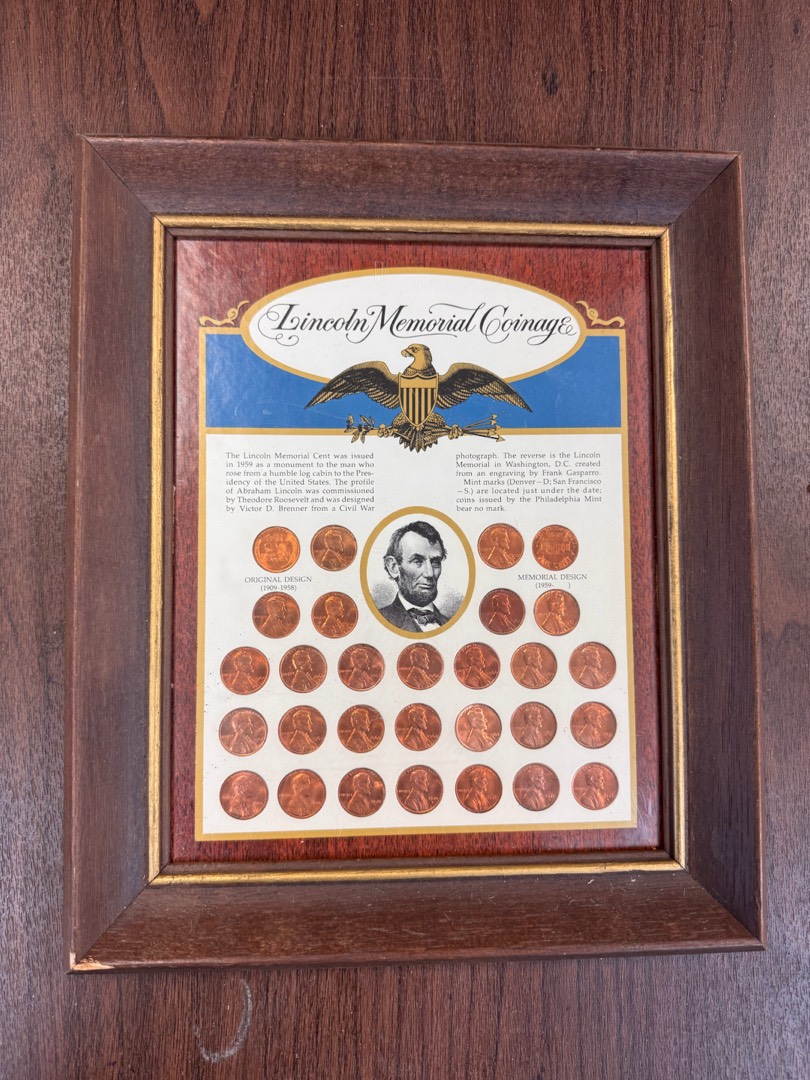 Lincoln Memorial Coinage
The Lincoln Memorial Cent was issued
in 1959 as a monument to the man who
rose from a humble log cabin to the Pres-
idency of the United States. The profile
of Abraham Lincoln was commissioned
by Theodore Roosevelt and was designed
by Victor D. Brenner from a Civil War
photograph. The reverse is the Lincoln
Memorial in Washington, D.C. created
from an engraving by Frank Gasparro.
Mint marks (Denver—D; San Francisco
—S.) are located just under the date;
coins issued by the Philadelphia Mint
bear no mark.
ORIGINAL DESIGN
(1909-1958)
MEMORIAL DESIGN
(1959- )